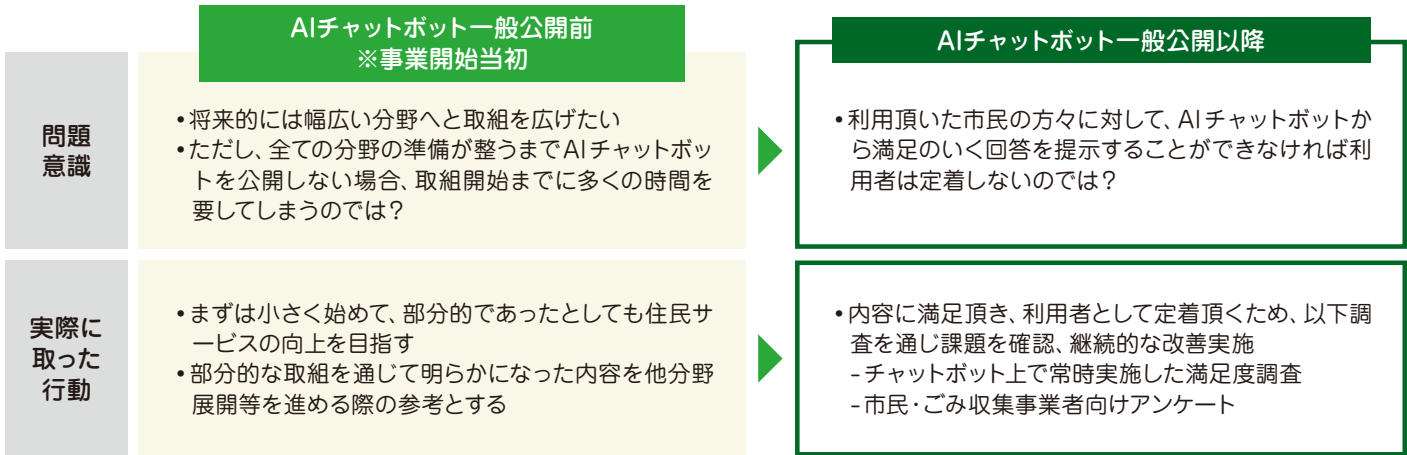 AIチャットボット一般公開前
※事業開始当初
AIチャットボット一般公開以降
問題
意識
•将来的には幅広い分野へと取組を広げたい
•ただし、全ての分野の準備が整うまでAIチャットボッ
トを公開しない場合、取組開始までに多くの時間を
要してしまうのでは？
•利用頂いた市民の方々に対して、AIチャットボットか
ら満足のいく回答を提示することができなければ利
用者は定着しないのでは？
実際に
取った
行動
•まずは小さく始めて、部分的であったとしても住民サ
ービスの向上を目指す
•部分的な取組を通じて明らかになった内容を他分野
展開等を進める際の参考とする
•内容に満足頂き、利用者として定着頂くため、以下調
査を通じ課題を確認、継続的な改善実施
-チャットボット上で常時実施した満足度調査
-市民・ごみ収集事業者向けアンケート